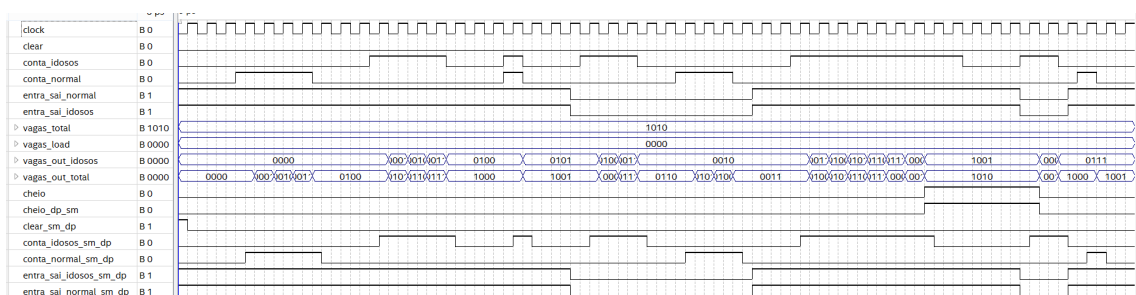 clock B 0
clear B 0
conta_idosos B 0
conta_normal B 0
entra_sai_normal B 1
entra_sai_idosos B 1
vagas_total B 1010 1010
vagas_load B 0000 0000
vagas_out_idosos B 0000 0000 0100 0101 0010 1001 0111
vagas_out_total B 0000 0000 0100 1000 1001 0110 0011 1010 1000 1001
cheio B 0
cheio_dp_sm B 0
clear_sm_dp B 1
conta_idosos_sm_dp B 0
conta_normal_sm_dp B 0
entra_sai_idosos_sm_dp B 1
entra_sai_normal_sm_dp B 1